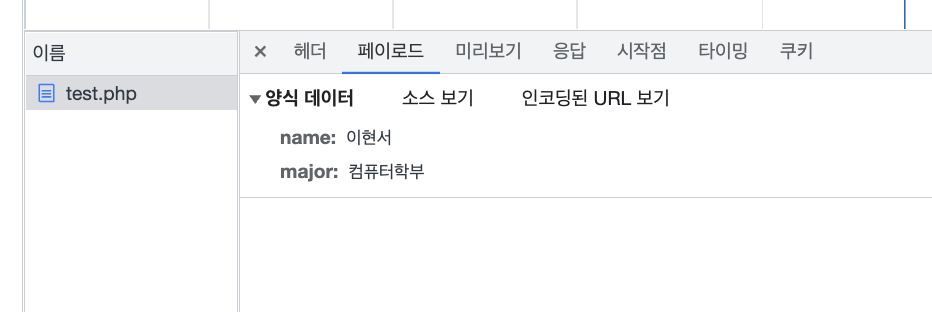 이름
× 헤더 페이로드 미리보기 응답 시작점 타이밍 쿠키
test.php
▼양식 데이터 소스 보기 인코딩된 URL 보기
name: 이현서
major: 컴퓨터학부